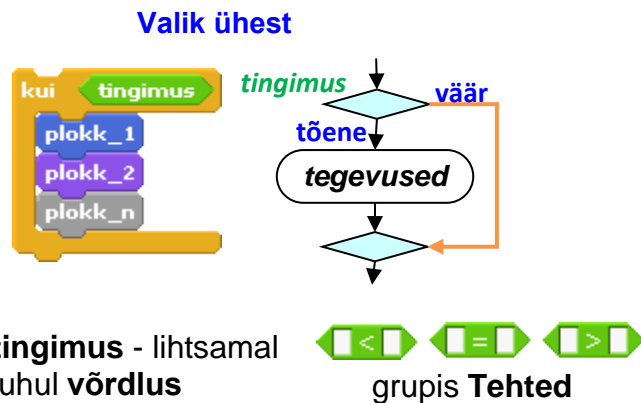 Valik ühest
kui tingimus
plokk_1
plokk_2
plokk_n
tingimus
väär
tõene
tegevused
tingimus - lihtsamal
juhul võrdlus
< = >
grupis Tehted